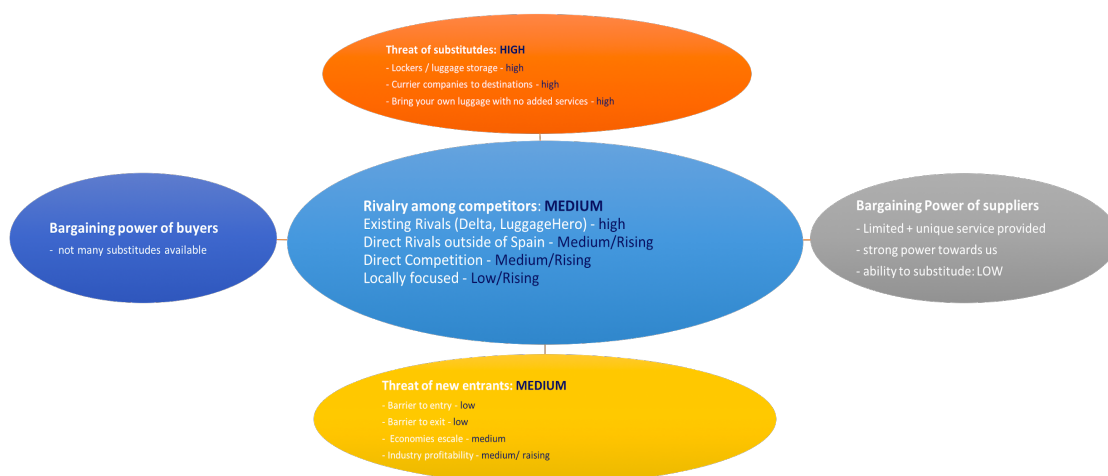 Threat of substitutdes: HIGH
- Lockers / luggage storage - high
- Currier companies to destinations - high
- Bring your own luggage with no added services - high
Bargaining power of buyers
- not many substitudes available
Rivalry among competitors: MEDIUM
Existing Rivals (Delta, LuggageHero) - high
Direct Rivals outside of Spain - Medium/Rising
Direct Competition - Medium/Rising
Locally focused - Low/Rising
Bargaining Power of suppliers
- Limited + unique service provided
- strong power towards us
- ability to substitute: LOW
Threat of new entrants: MEDIUM
- Barrier to entry - low
- Barrier to exit - low
- Economies escale - medium
- Industry profitability - medium/ raising